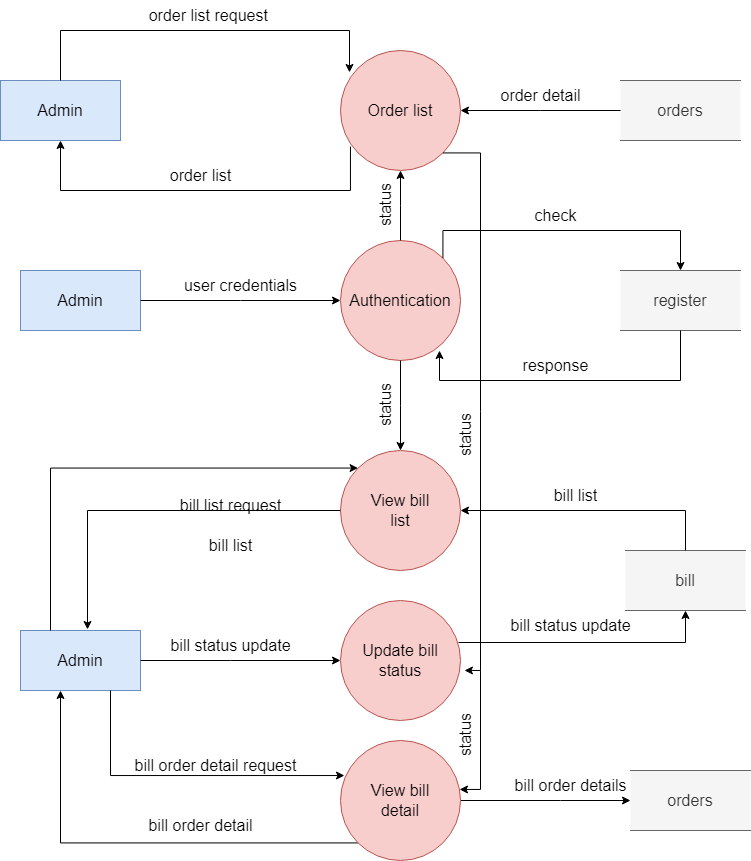 order list request
Admin
Order list
order detail
orders
order list
status
check
Admin
user credentials
Authentication
register
response
status
status
bill list request
View bill
list
bill list
bill list
bill
Admin
bill status update
Update bill
status
bill status update
status
bill order detail request
View bill
detail
bill order details
orders
bill order detail